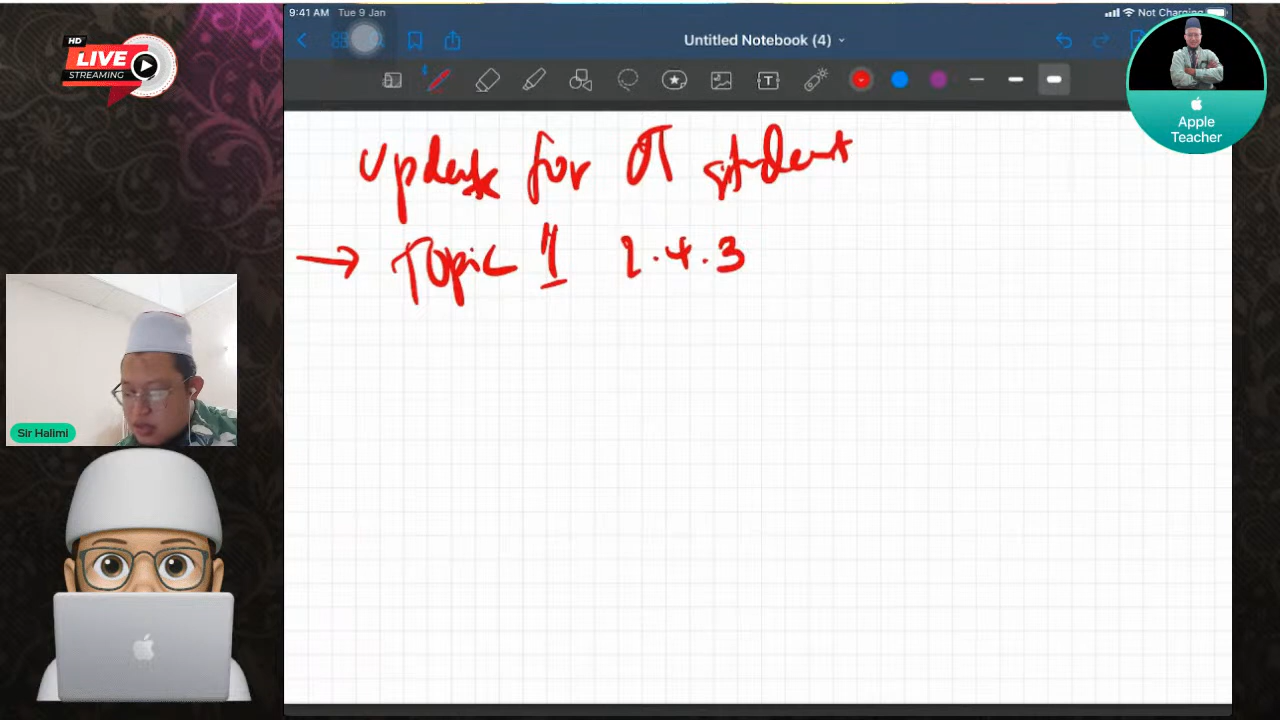 9:41 AM Tue 9 Jan
Not Charging
HD
LIVE
STREAMING
Untitled Notebook (4)
T
Apple
Teacher
Update for student
→ Topic 1 1.4.3
Sir Halimi